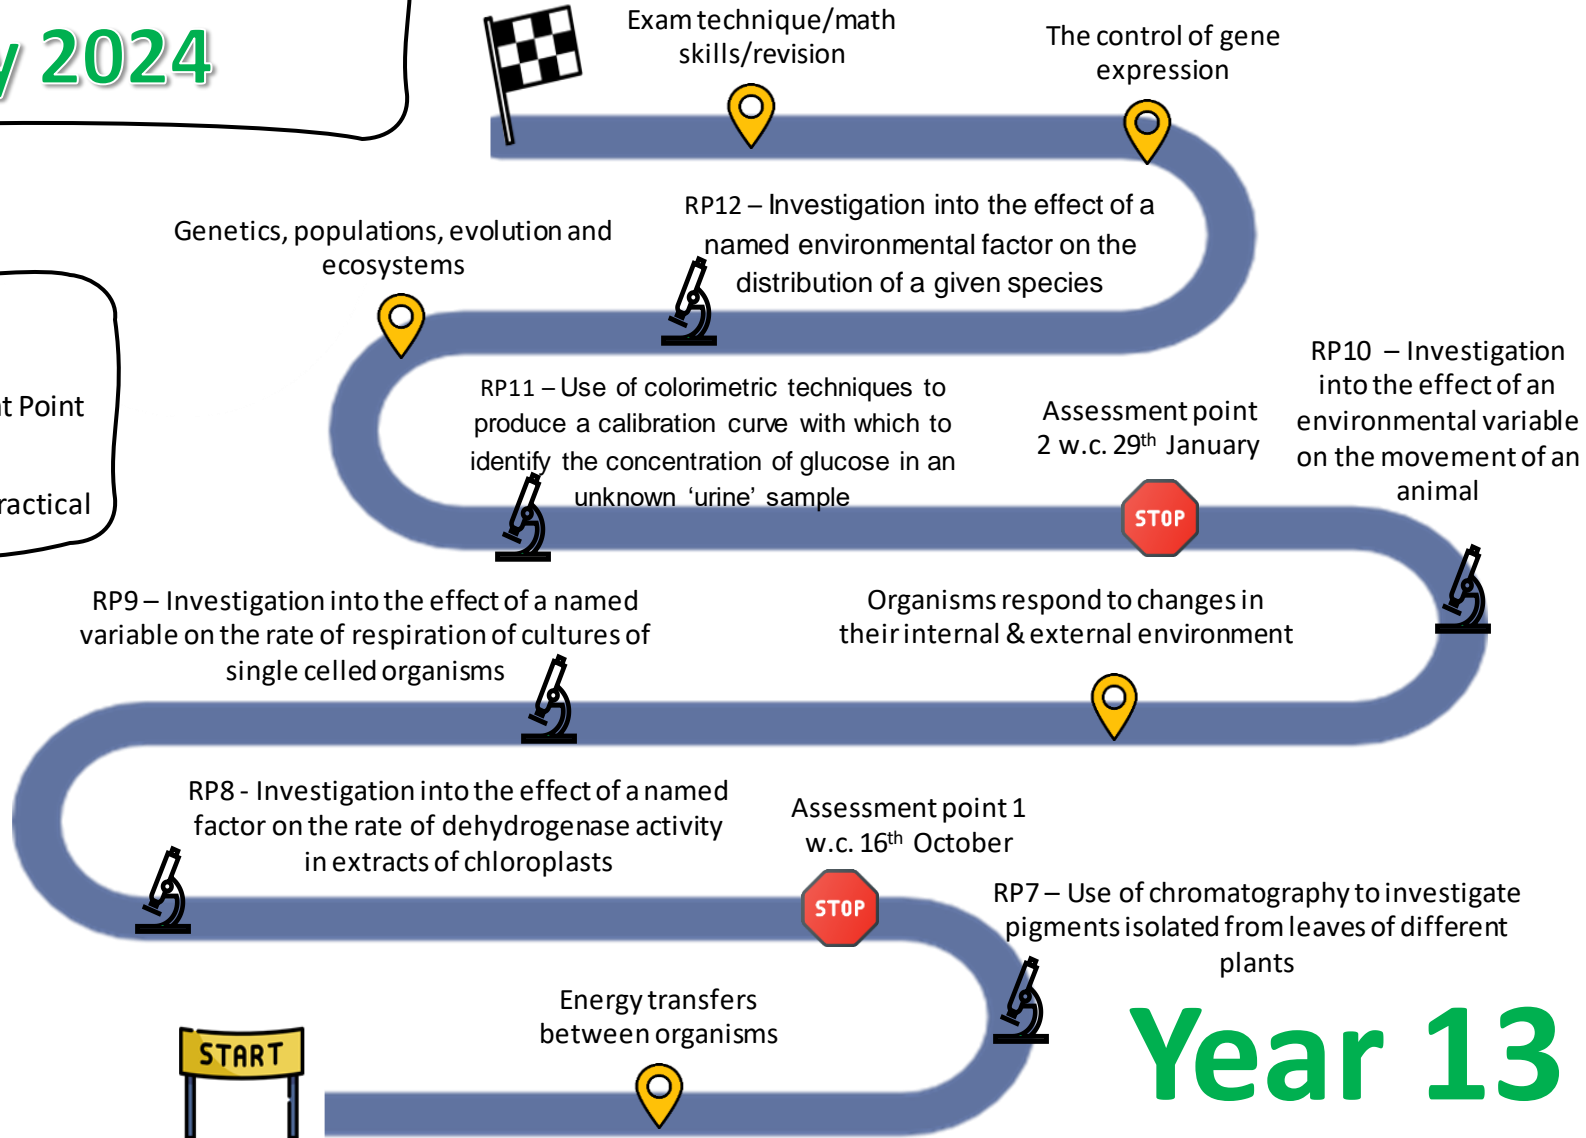 y 2024
Exam technique/math
skills/revision
The control of gene
expression
RP12 – Investigation into the effect of a
named environmental factor on the
distribution of a given species
Genetics, populations, evolution and
ecosystems
t Point
ractical
RP11 – Use of colorimetric techniques to
produce a calibration curve with which to
identify the concentration of glucose in an
unknown ‘urine’ sample
Assessment point
2 w.c. 29th January
STOP
RP10 – Investigation
into the effect of an
environmental variable
on the movement of an
animal
RP9 – Investigation into the effect of a named
variable on the rate of respiration of cultures of
single celled organisms
Organisms respond to changes in
their internal & external environment
RP8 - Investigation into the effect of a named
factor on the rate of dehydrogenase activity
in extracts of chloroplasts
Assessment point 1
w.c. 16th October
STOP
RP7 – Use of chromatography to investigate
pigments isolated from leaves of different
plants
Energy transfers
between organisms
START
Year 13